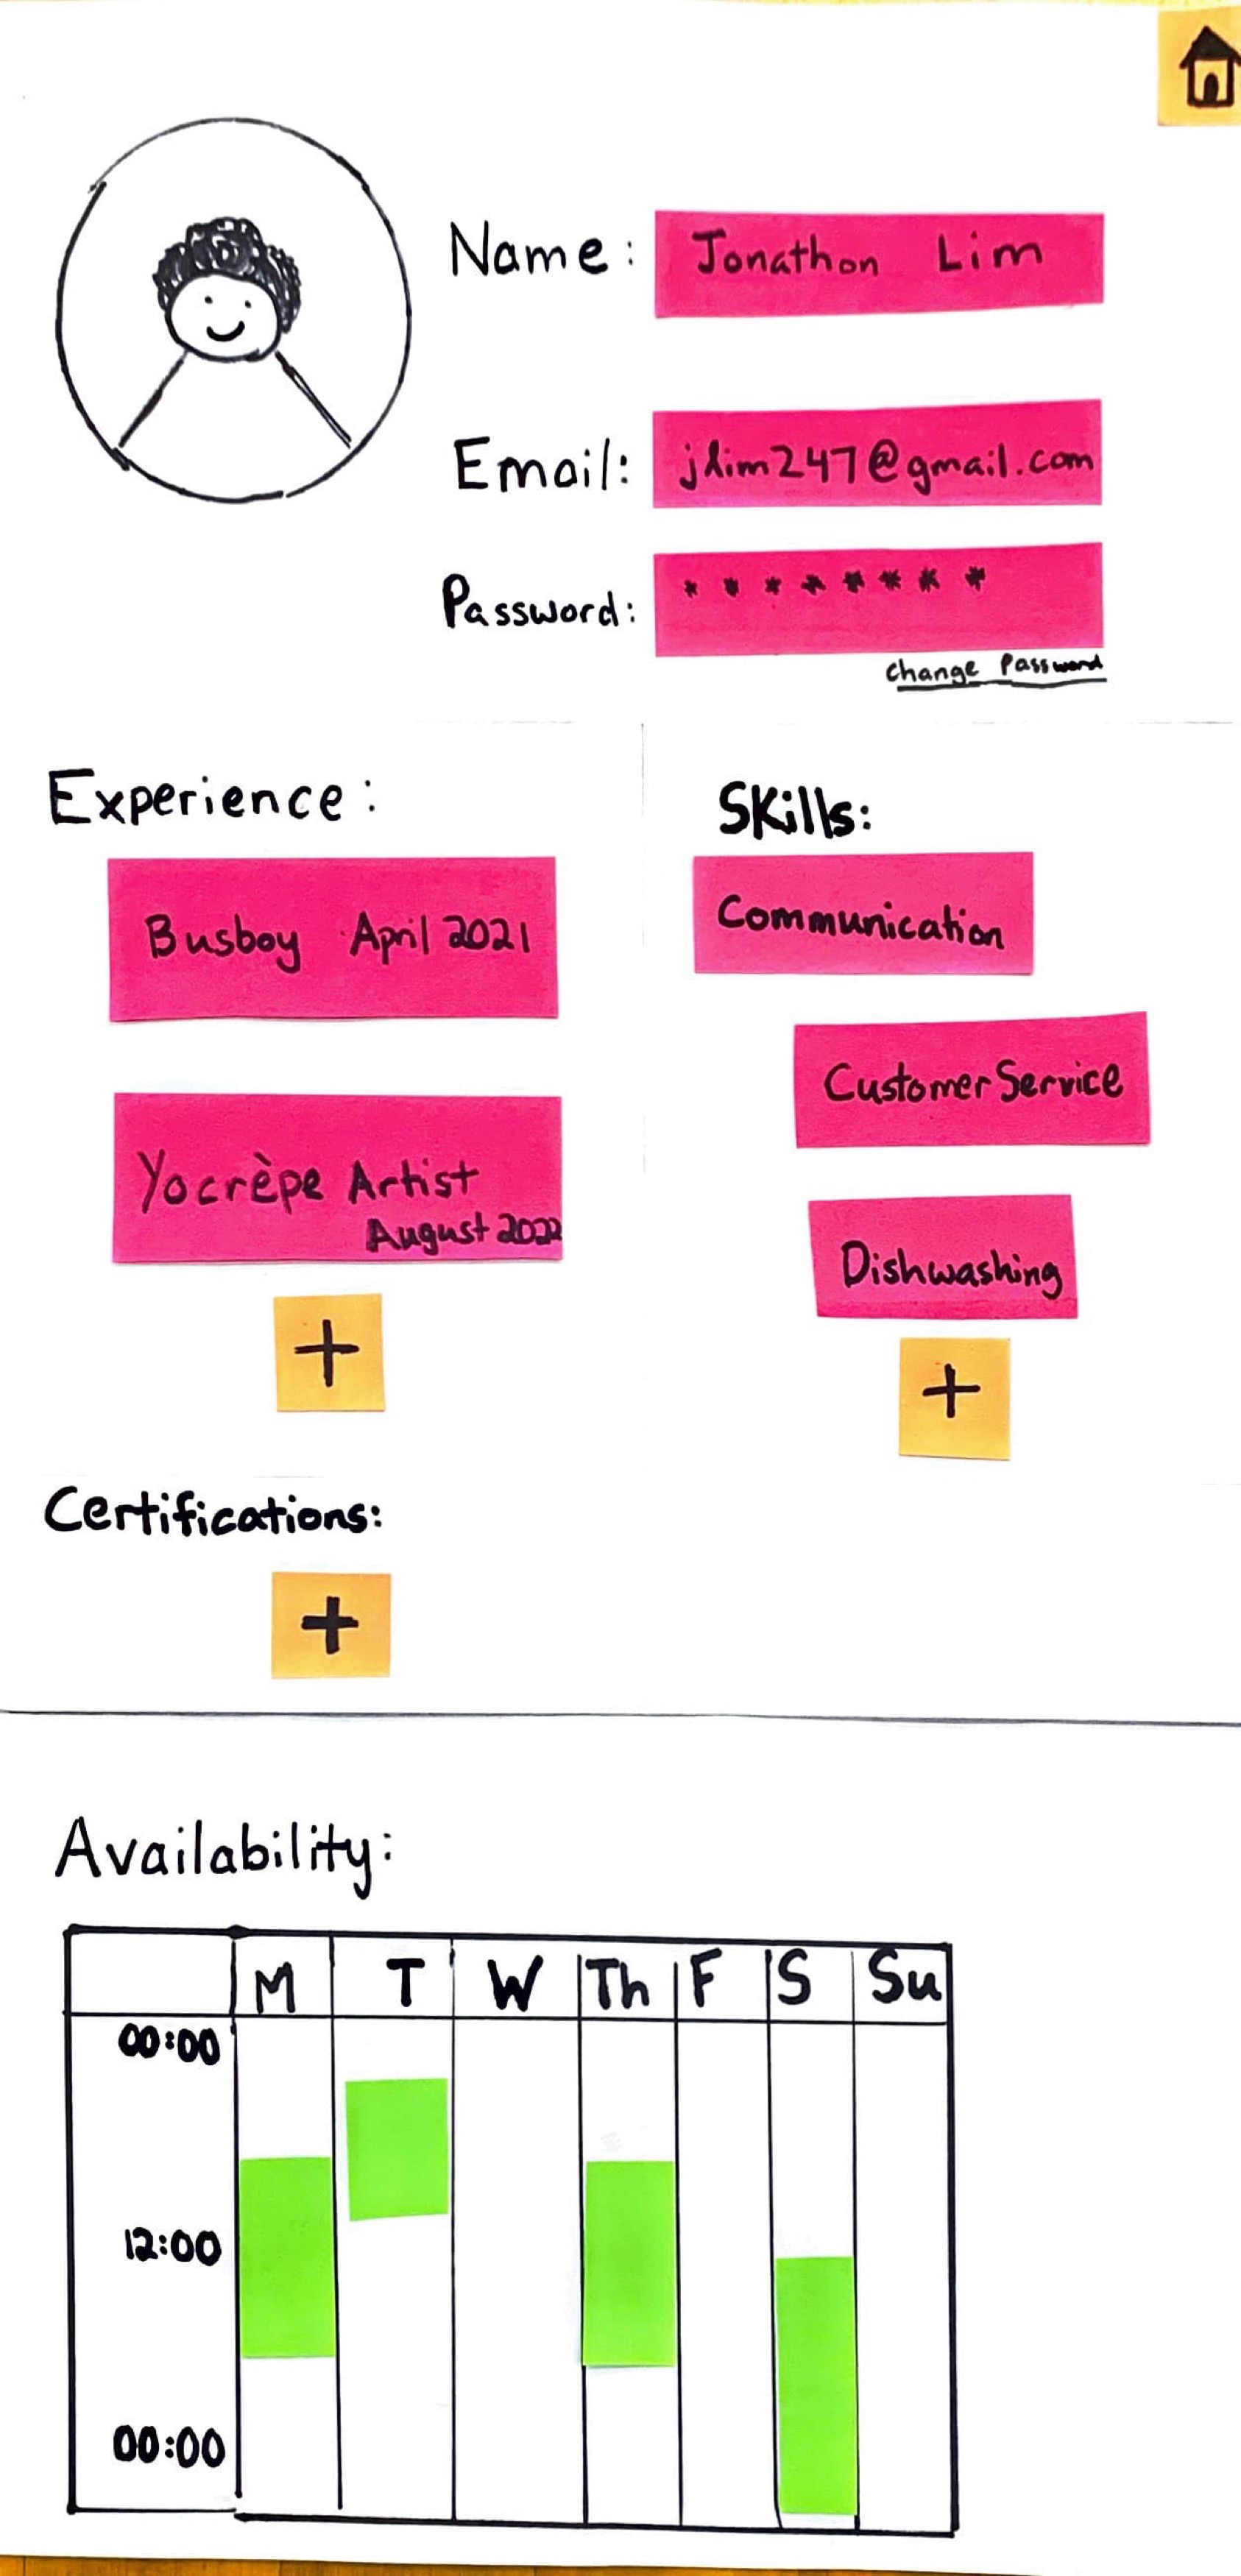 Name: Jonathon Lim
Email: jlim247@gmail.com
Password: * * * * * * * *
change Password
Experience:
Busboy April 2021
Yocrèpe Artist
August 2022
+
Skills:
Communication
Customer Service
Dishwashing
+
Certifications:
+
Availability:
M T W Th F S Su
00:00
12:00
00:00